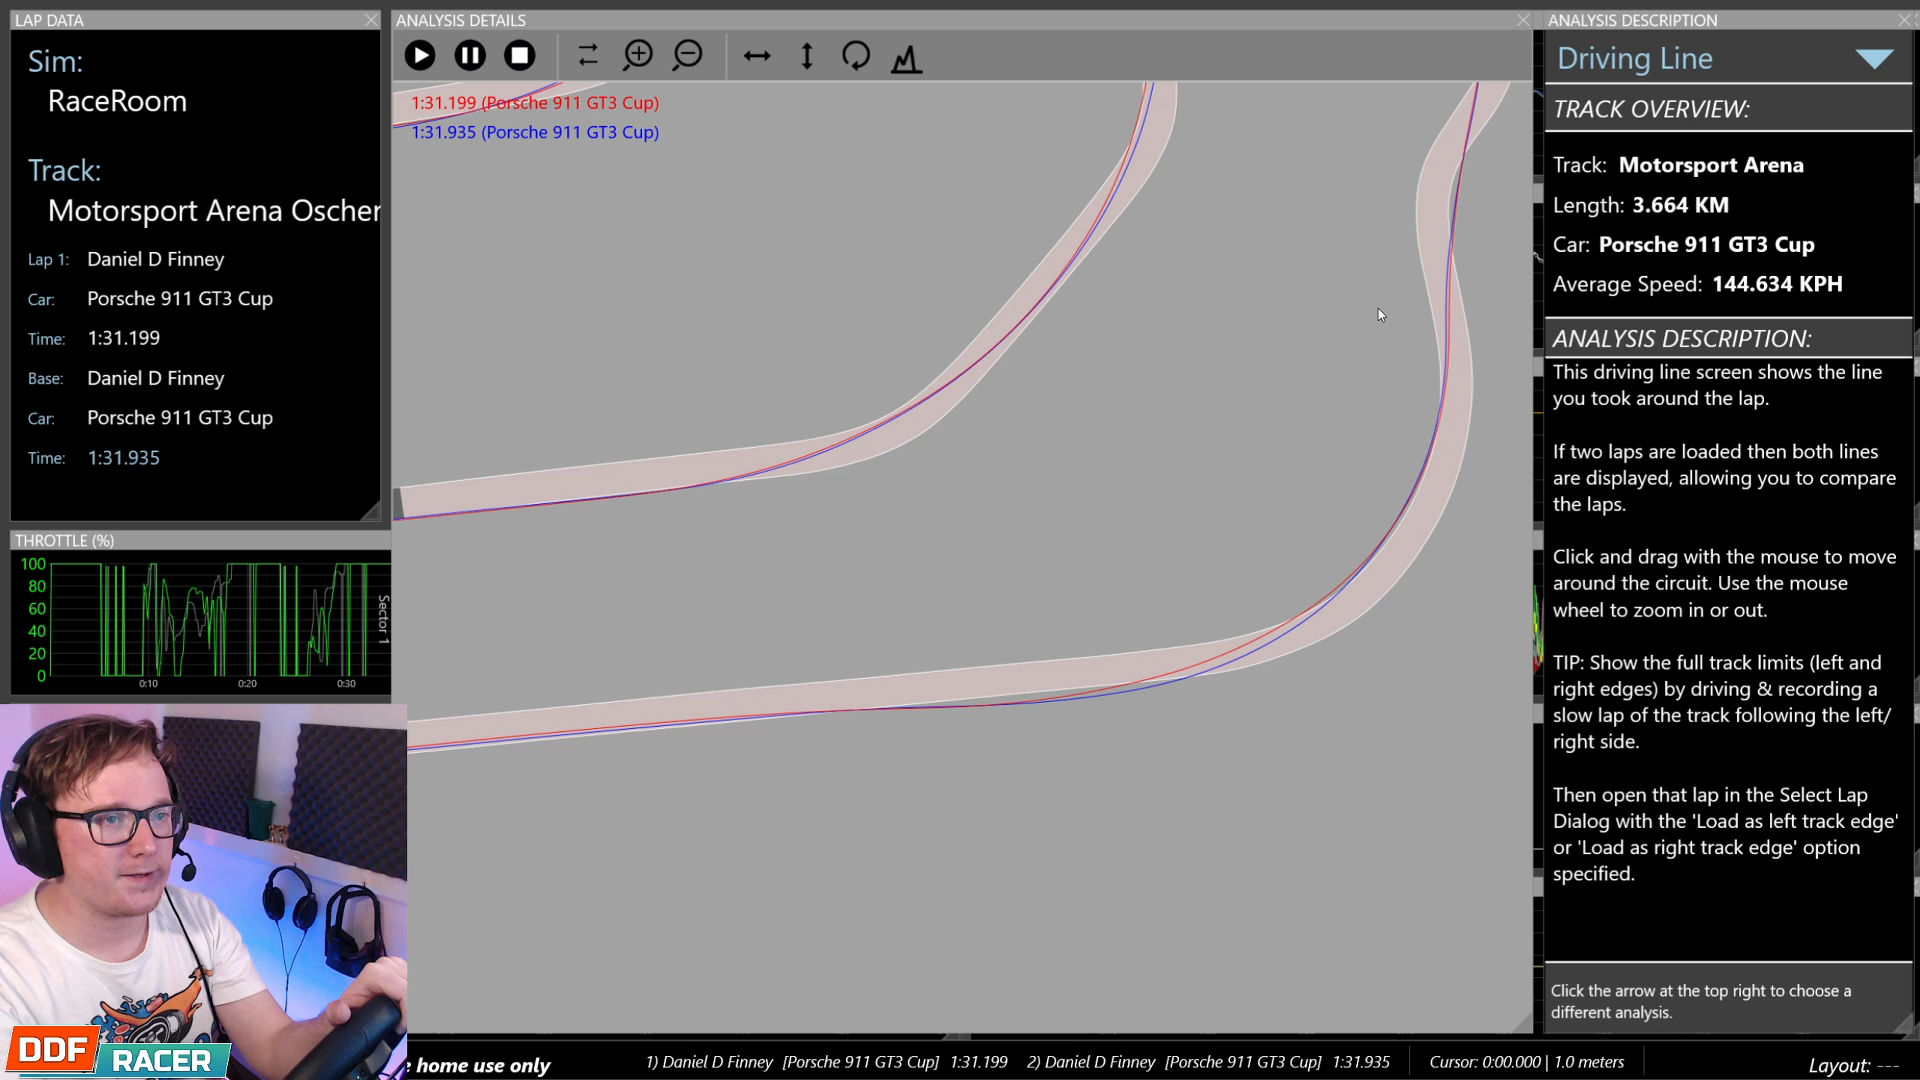 LAP DATA
Sim:
RaceRoom
Track:
Motorsport Arena Oscher
Lap 1: Daniel D Finney
Car: Porsche 911 GT3 Cup
Time: 1:31.199
Base: Daniel D Finney
Car: Porsche 911 GT3 Cup
Time: 1:31.935
THROTTLE (%)
100
80
60
40
20
0
0:10 0:20 0:30
Sector 1
ANALYSIS DETAILS
1:31.199 (Porsche 911 GT3 Cup)
1:31.935 (Porsche 911 GT3 Cup)
ANALYSIS DESCRIPTION
Driving Line
TRACK OVERVIEW:
Track: Motorsport Arena
Length: 3.664 KM
Car: Porsche 911 GT3 Cup
Average Speed: 144.634 KPH
ANALYSIS DESCRIPTION:
This driving line screen shows the line
you took around the lap.
If two laps are loaded then both lines
are displayed, allowing you to compare
the laps.
Click and drag with the mouse to move
around the circuit. Use the mouse
wheel to zoom in or out.
TIP: Show the full track limits (left and
right edges) by driving & recording a
slow lap of the track following the left/
right side.
Then open that lap in the Select Lap
Dialog with the 'Load as left track edge'
or 'Load as right track edge' option
specified.
Click the arrow at the top right to choose a
different analysis.
DDF
RACER
e home use only
1) Daniel D Finney [Porsche 911 GT3 Cup] 1:31.199
2) Daniel D Finney [Porsche 911 GT3 Cup] 1:31.935
Cursor: 0:00.000 | 1.0 meters
Layout: ---